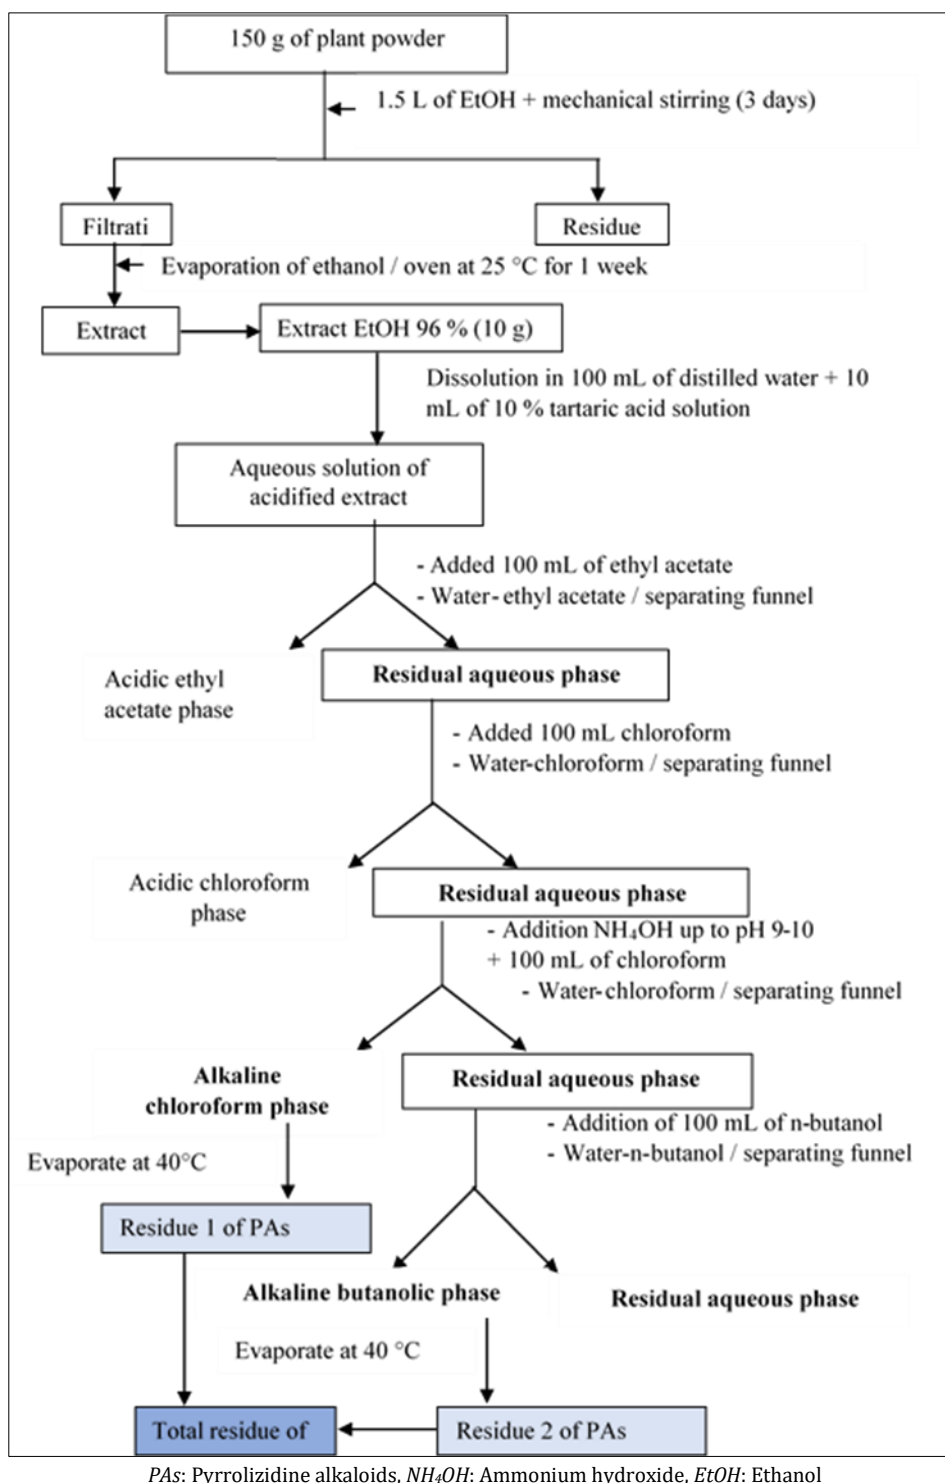 150 g of plant powder
1.5 L of EtOH + mechanical stirring (3 days)
Filtrati
Residue
Evaporation of ethanol / oven at 25 °C for 1 week
Extract
Extract EtOH 96 % (10 g)
Dissolution in 100 mL of distilled water + 10
mL of 10 % tartaric acid solution
Aqueous solution of
acidified extract
- Added 100 mL of ethyl acetate
- Water-ethyl acetate / separating funnel
Acidic ethyl
acetate phase
Residual aqueous phase
- Added 100 mL chloroform
- Water-chloroform / separating funnel
Acidic chloroform
phase
Residual aqueous phase
- Addition NH₄OH up to pH 9-10
+ 100 mL of chloroform
- Water-chloroform / separating funnel
Alkaline
chloroform phase
Residual aqueous phase
- Addition of 100 mL of n-butanol
- Water-n-butanol / separating funnel
Evaporate at 40°C
Residue 1 of PAs
Alkaline butanolic phase
Residual aqueous phase
Evaporate at 40 °C
Total residue of
Residue 2 of PAs
PAs: Pyrrolizidine alkaloids, NH₄OH: Ammonium hydroxide, EtOH: Ethanol